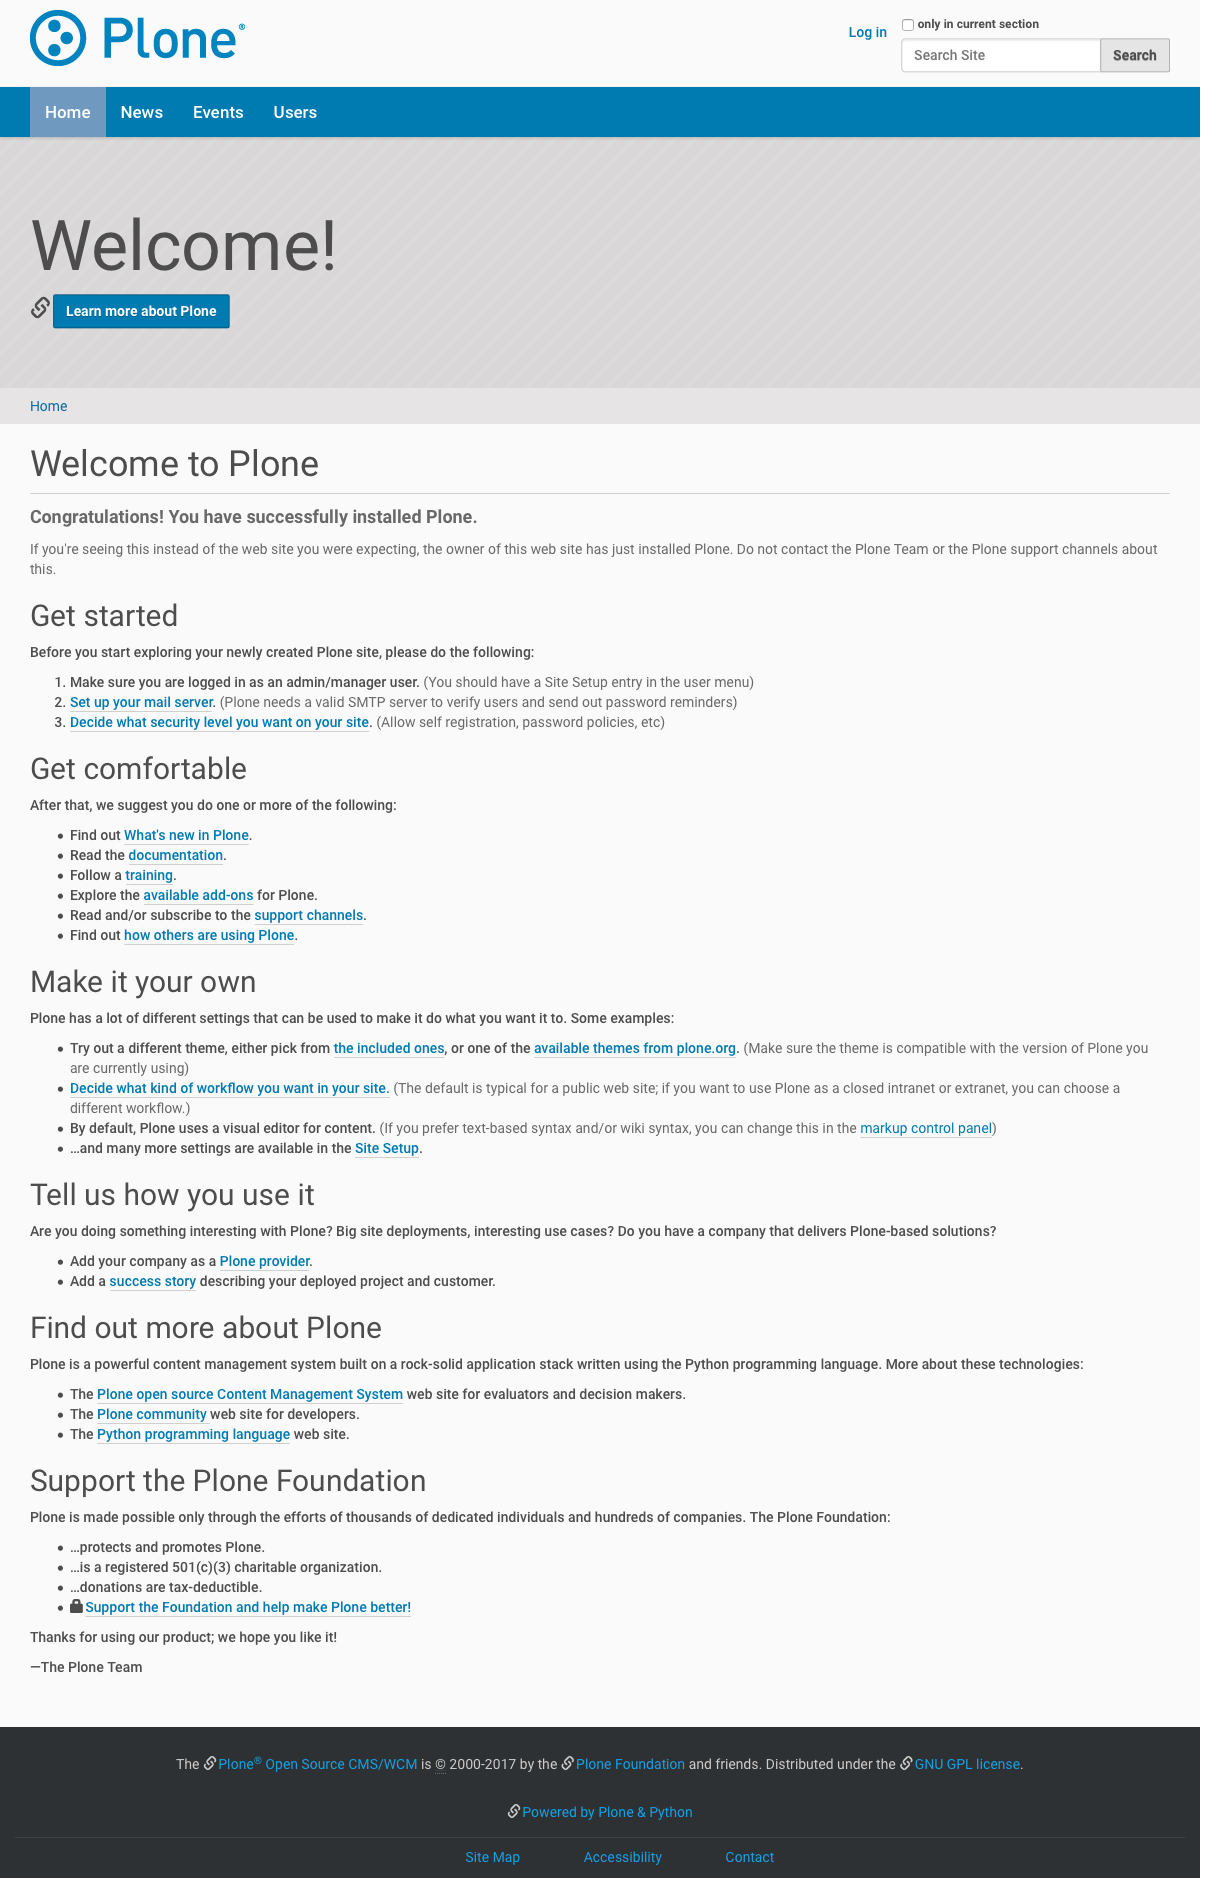 Plone®
Log in
only in current section
Search Site
Search
Home
News
Events
Users
Welcome!
Learn more about Plone
Home
Welcome to Plone
Congratulations! You have successfully installed Plone.
If you're seeing this instead of the web site you were expecting, the owner of this web site has just installed Plone. Do not contact the Plone Team or the Plone support channels about
this.
Get started
Before you start exploring your newly created Plone site, please do the following:
1. Make sure you are logged in as an admin/manager user. (You should have a Site Setup entry in the user menu)
2. Set up your mail server. (Plone needs a valid SMTP server to verify users and send out password reminders)
3. Decide what security level you want on your site. (Allow self registration, password policies, etc)
Get comfortable
After that, we suggest you do one or more of the following:
• Find out What's new in Plone.
• Read the documentation.
• Follow a training.
• Explore the available add-ons for Plone.
• Read and/or subscribe to the support channels.
• Find out how others are using Plone.
Make it your own
Plone has a lot of different settings that can be used to make it do what you want it to. Some examples:
• Try out a different theme, either pick from the included ones, or one of the available themes from plone.org. (Make sure the theme is compatible with the version of Plone you
are currently using)
• Decide what kind of workflow you want in your site. (The default is typical for a public web site; if you want to use Plone as a closed intranet or extranet, you can choose a
different workflow.)
• By default, Plone uses a visual editor for content. (If you prefer text-based syntax and/or wiki syntax, you can change this in the markup control panel)
• …and many more settings are available in the Site Setup.
Tell us how you use it
Are you doing something interesting with Plone? Big site deployments, interesting use cases? Do you have a company that delivers Plone-based solutions?
• Add your company as a Plone provider.
• Add a success story describing your deployed project and customer.
Find out more about Plone
Plone is a powerful content management system built on a rock-solid application stack written using the Python programming language. More about these technologies:
• The Plone open source Content Management System web site for evaluators and decision makers.
• The Plone community web site for developers.
• The Python programming language web site.
Support the Plone Foundation
Plone is made possible only through the efforts of thousands of dedicated individuals and hundreds of companies. The Plone Foundation:
• …protects and promotes Plone.
• …is a registered 501(c)(3) charitable organization.
• …donations are tax-deductible.
• Support the Foundation and help make Plone better!
Thanks for using our product; we hope you like it!
—The Plone Team
The Plone® Open Source CMS/WCM is © 2000-2017 by the Plone Foundation and friends. Distributed under the GNU GPL license.
Powered by Plone & Python
Site Map
Accessibility
Contact